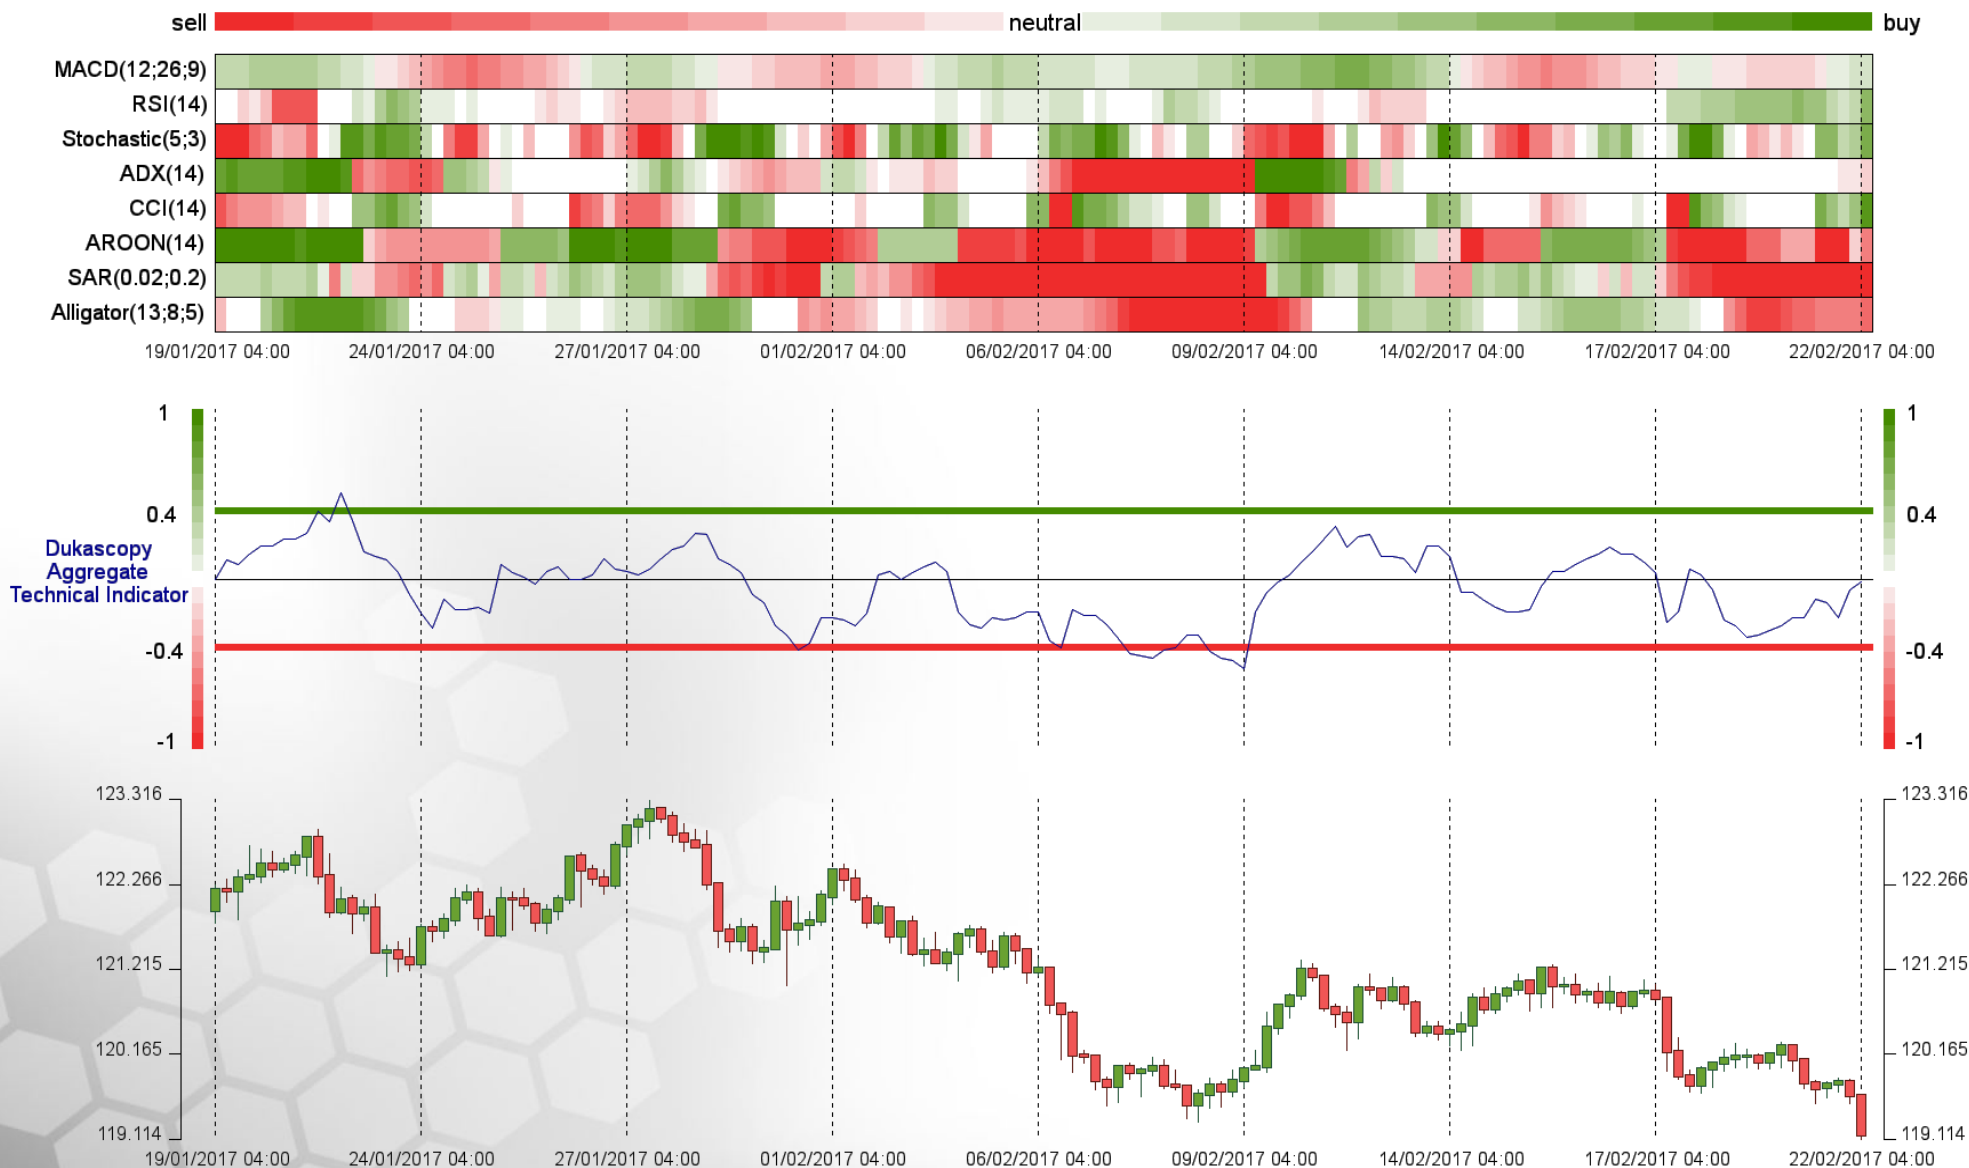 sell neutral buy
MACD(12;26;9)
RSI(14)
Stochastic(5;3)
ADX(14)
CCI(14)
AROON(14)
SAR(0.02;0.2)
Alligator(13;8;5)
19/01/2017 04:00 24/01/2017 04:00 27/01/2017 04:00 01/02/2017 04:00 06/02/2017 04:00 09/02/2017 04:00 14/02/2017 04:00 17/02/2017 04:00 22/02/2017 04:00
1 1
0.4 0.4
Dukascopy
Aggregate
Technical Indicator
-0.4 -0.4
-1 -1
123.316 123.316
122.266 122.266
121.215 121.215
120.165 120.165
119.114 119.114
19/01/2017 04:00 24/01/2017 04:00 27/01/2017 04:00 01/02/2017 04:00 06/02/2017 04:00 09/02/2017 04:00 14/02/2017 04:00 17/02/2017 04:00 22/02/2017 04:00